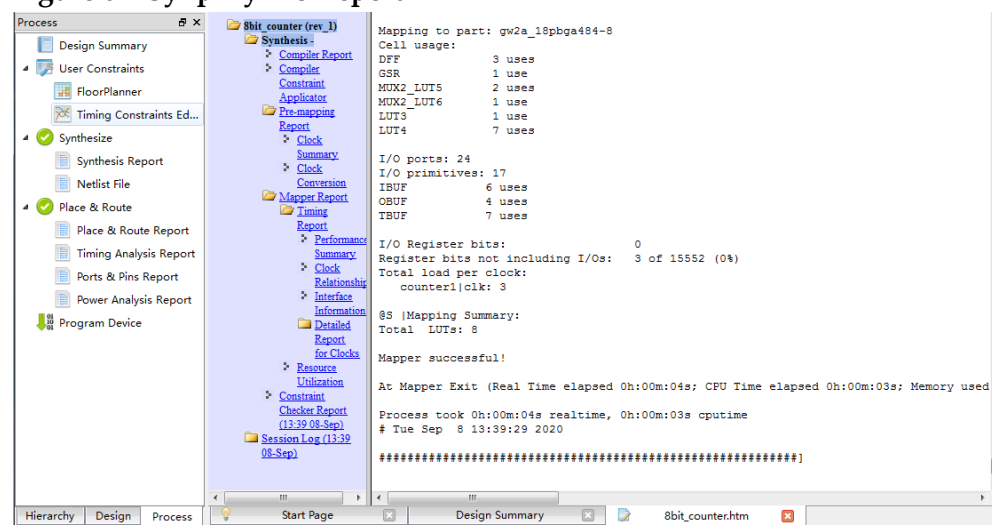 Process
Design Summary
User Constraints
FloorPlanner
Timing Constraints Ed...
Synthesize
Synthesis Report
Netlist File
Place & Route
Place & Route Report
Timing Analysis Report
Ports & Pins Report
Power Analysis Report
Program Device
Hierarchy Design Process
8bit_counter (rev_1)
Synthesis -
Compiler Report
Compiler
Constraint
Applicator
Pre-mapping
Report
Clock
Summary
Clock
Conversion
Mapper Report
Timing
Report
Performance
Summary
Clock
Relationship
Interface
Information
Detailed
Report
for Clocks
Resource
Utilization
Constraint
Checker Report
(13:39 08-Sep)
Session Log (13:39
08-Sep)
Mapping to part: gw2a_18pbga484-8
Cell usage:
DFF 3 uses
GSR 1 use
MUX2_LUT5 2 uses
MUX2_LUT6 1 use
LUT3 1 use
LUT4 7 uses
I/O ports: 24
I/O primitives: 17
IBUF 6 uses
OBUF 4 uses
TBUF 7 uses
I/O Register bits: 0
Register bits not including I/Os: 3 of 15552 (0%)
Total load per clock:
counter1|clk: 3
@S |Mapping Summary:
Total LUTs: 8
Mapper successful!
At Mapper Exit (Real Time elapsed 0h:00m:04s; CPU Time elapsed 0h:00m:03s; Memory used
Process took 0h:00m:04s realtime, 0h:00m:03s cputime
# Tue Sep 8 13:39:29 2020
###########################################################]
Start Page Design Summary 8bit_counter.htm